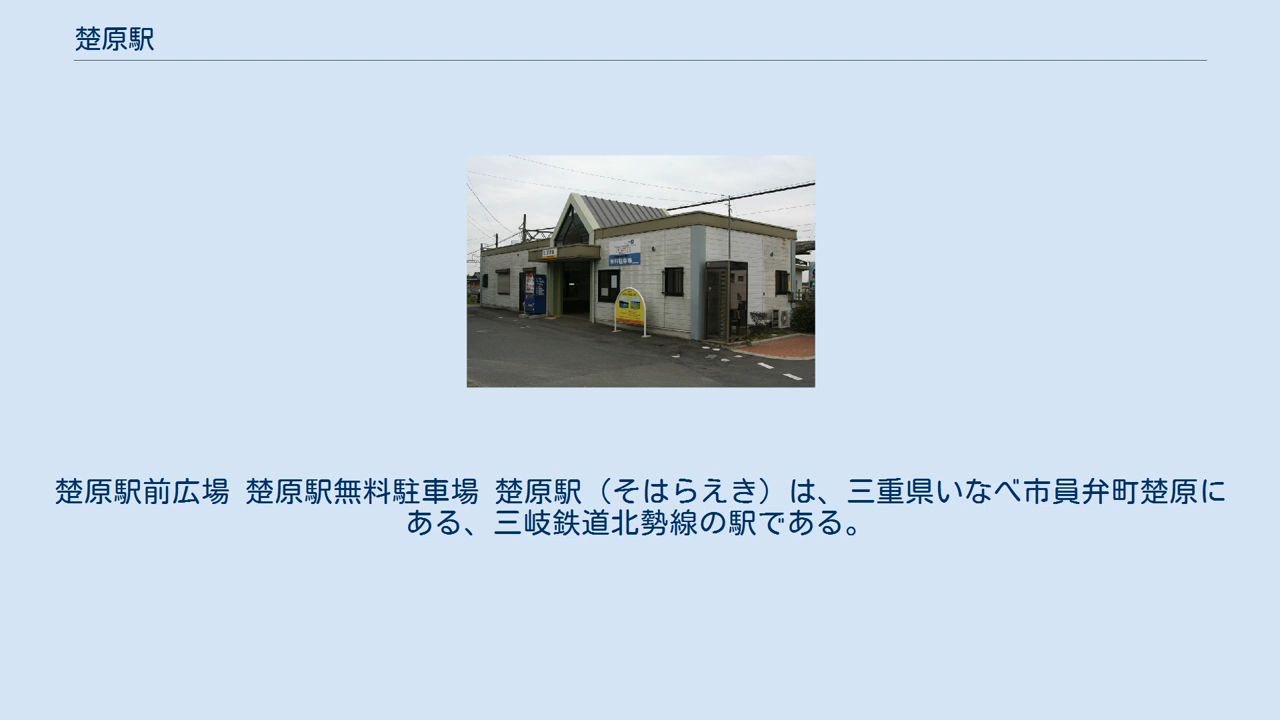 楚原駅
楚原駅前広場 楚原駅無料駐車場 楚原駅（そはらえき）は、三重県いなべ市員弁町楚原に
ある、三岐鉄道北勢線の駅である。